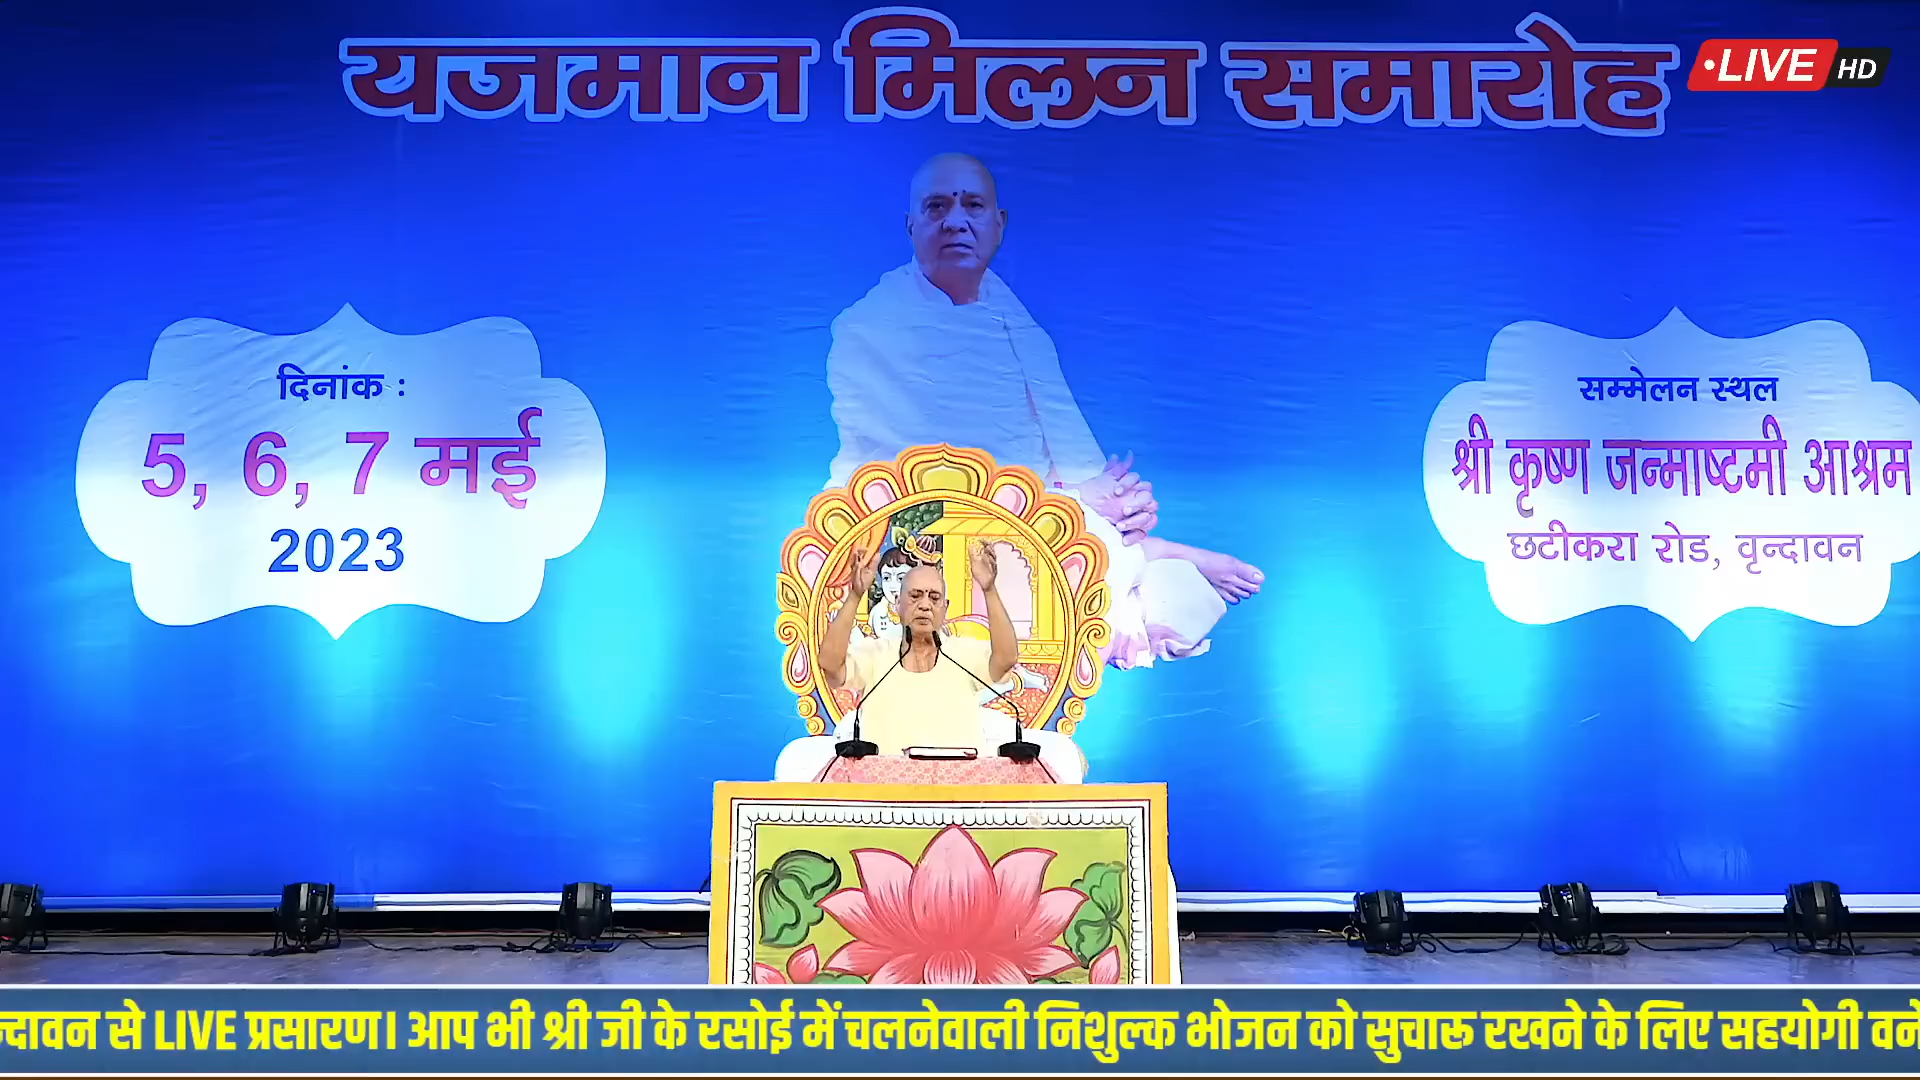 यजमान मिलन समारोह
LIVE HD
दिनांक :
5, 6, 7 मई
2023
सम्मेलन स्थल
श्री कृष्ण जन्माष्टमी आश्रम
छटीकरा रोड, वृन्दावन
न्दावन से LIVE प्रसारण। आप भी श्री जी के रसोई में चलनेवाली निशुल्क भोजन को सुचारू रखने के लिए सहयोगी वने